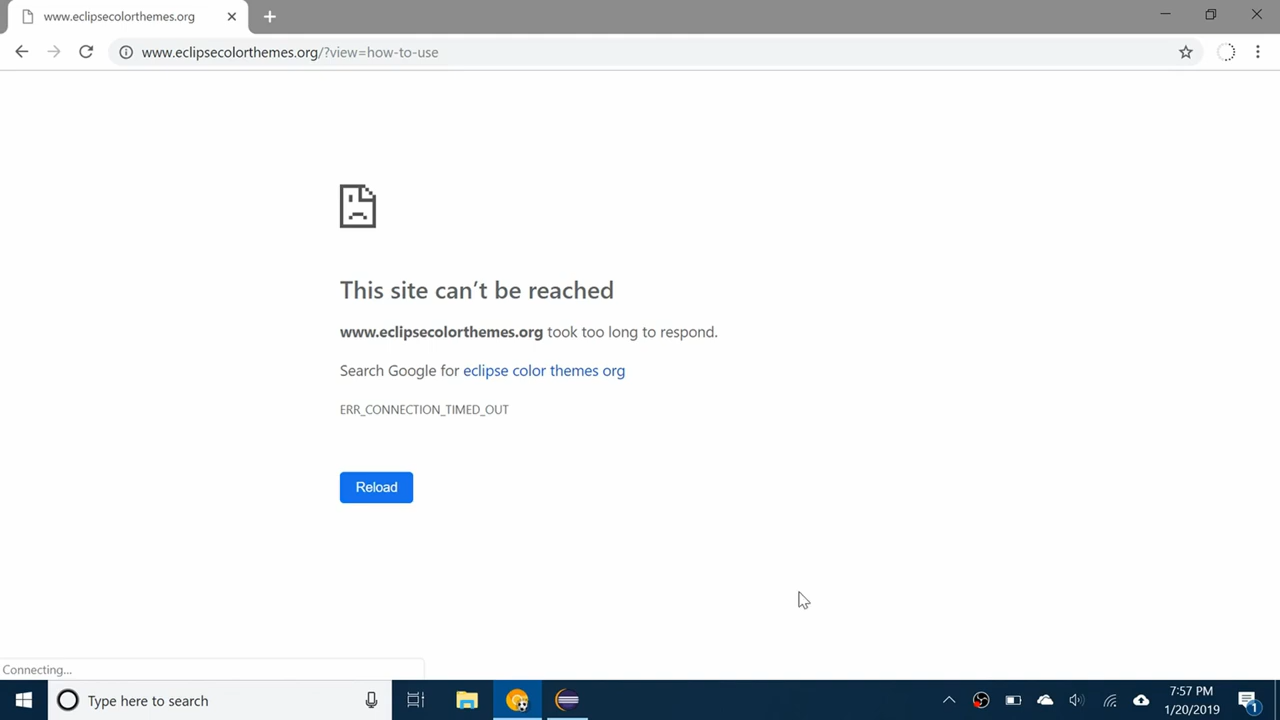 www.eclipsecolorthemes.org
www.eclipsecolorthemes.org/?view=how-to-use
This site can’t be reached
www.eclipsecolorthemes.org took too long to respond.
Search Google for eclipse color themes org
ERR_CONNECTION_TIMED_OUT
Reload
Connecting...
Type here to search
7:57 PM
1/20/2019
1